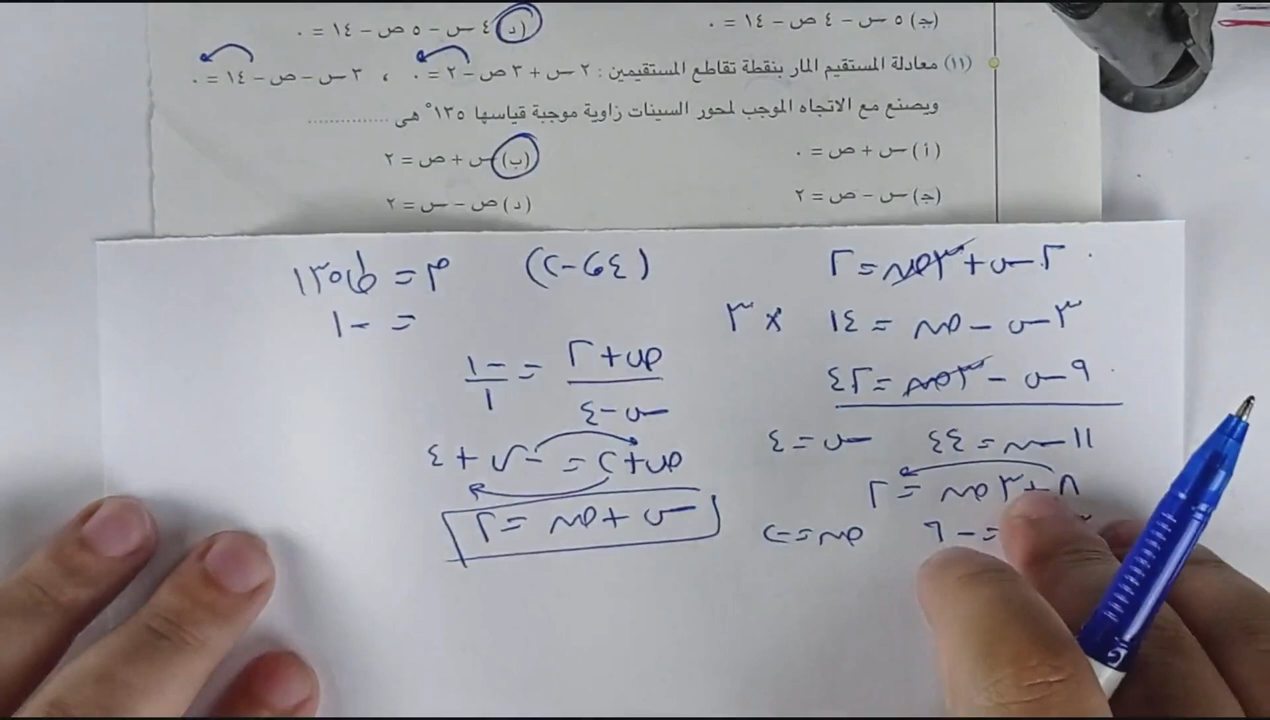 (ج) ٥ س − ٤ ص − ١٤ = ٠
(د) ٤ س − ٥ ص − ١٤ = ٠
(١١) معادلة المستقيم المار بنقطة تقاطع المستقيمين : ٢ س + ٣ ص − ٢ = ٠ ، ٣ س − ص − ١٤ = ٠
ويصنع مع الاتجاه الموجب لمحور السينات زاوية موجبة قياسها ١٣٥° هى ...............
(أ) س + ص = ٠
(ب) س + ص = ٢
(ج) س − ص = ٢
(د) ص − س = ٢
٢ س + ٣ ص = ٢
٣ س − ص = ١٤ × ٣
٩ س − ٣ ص = ٤٢
١١ س = ٤٤ س = ٤
٨ + ٣ ص = ٢
= − ٦ ص = −٢
(٤ ، −٢)
م = ظا ١٣٥
= −١
ص + ٢ / س − ٤ = −١ / ١
ص + ٢ = − س + ٤
س + ص = ٢